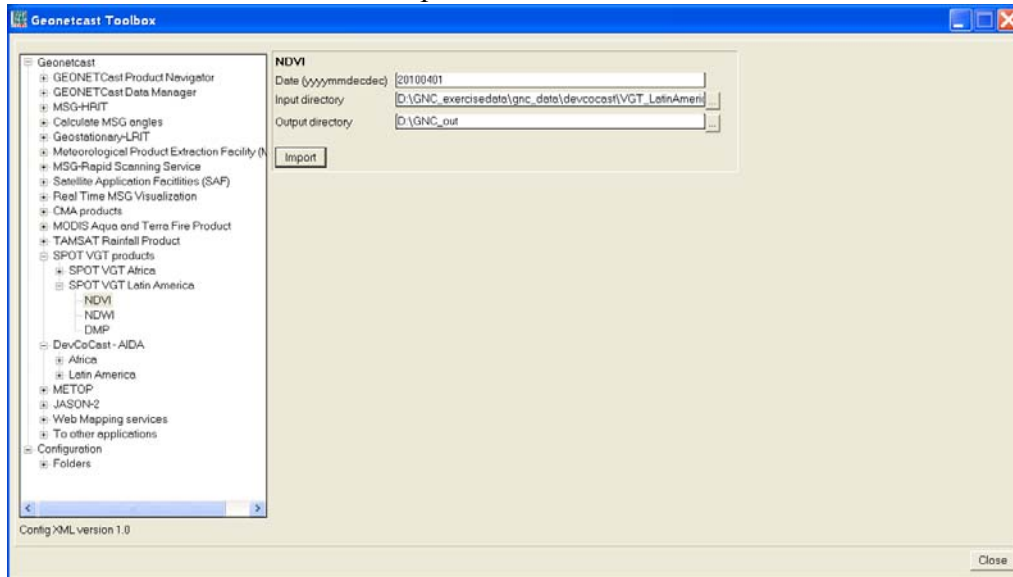 Geonetcast Toolbox
Geonetcast
GEONETCast Product Navigator
GEONETCast Data Manager
MSG-HRIT
Calculate MSG angles
Geostationary-LRIT
Meteorological Product Extraction Facility (M
MSG-Rapid Scanning Service
Satellite Application Facitlities (SAF)
Real Time MSG Visualization
CMA products
MODIS Aqua and Terra Fire Product
TAMSAT Rainfall Product
SPOT VGT products
SPOT VGT Africa
SPOT VGT Latin America
NDVI
NDWI
DMP
DevCoCast - AIDA
Africa
Latin America
METOP
JASON-2
Web Mapping services
To other applications
Configuration
Folders
Config XML version 1.0
NDVI
Date (yyyymmdecdec) 20100401
Input directory D:\GNC_exercisedata\gnc_data\devcocast\VGT_LatinAmeri ...
Output directory D:\GNC_out ...
Import
Close